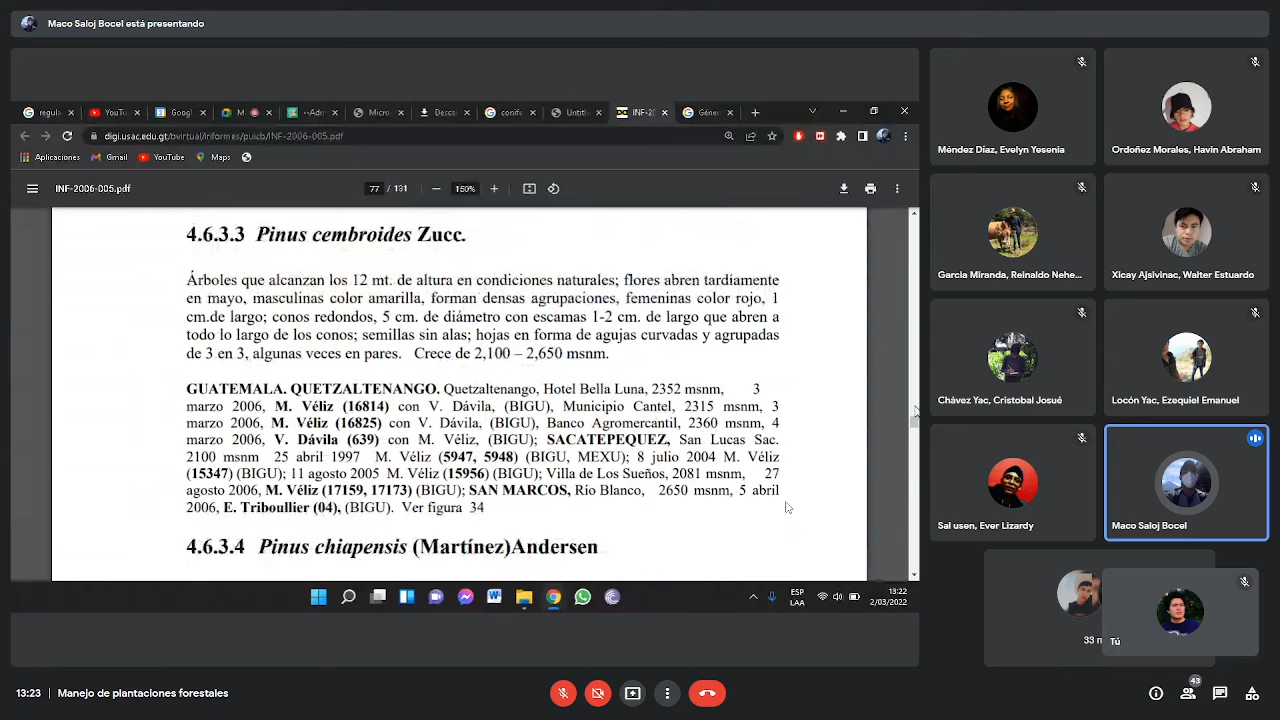 Maco Saloj Bocel está presentando
regula
YouTu
Googl
M
--Adr
Micro
Desca
conife
Untitl
INF-20
Géner
digi.usac.edu.gt/bvirtual/informes/puicb/INF-2006-005.pdf
Aplicaciones
Gmail
YouTube
Maps
INF-2006-005.pdf
77 / 131
150%
4.6.3.3 Pinus cembroides Zucc.
Árboles que alcanzan los 12 mt. de altura en condiciones naturales; flores abren tardíamente
en mayo, masculinas color amarilla, forman densas agrupaciones, femeninas color rojo, 1
cm.de largo; conos redondos, 5 cm. de diámetro con escamas 1-2 cm. de largo que abren a
todo lo largo de los conos; semillas sin alas; hojas en forma de agujas curvadas y agrupadas
de 3 en 3, algunas veces en pares. Crece de 2,100 – 2,650 msnm.
GUATEMALA. QUETZALTENANGO. Quetzaltenango, Hotel Bella Luna, 2352 msnm, 3
marzo 2006, M. Véliz (16814) con V. Dávila, (BIGU), Municipio Cantel, 2315 msnm, 3
marzo 2006, M. Véliz (16825) con V. Dávila, (BIGU), Banco Agromercantil, 2360 msnm, 4
marzo 2006, V. Dávila (639) con M. Véliz, (BIGU); SACATEPEQUEZ, San Lucas Sac.
2100 msnm 25 abril 1997 M. Véliz (5947, 5948) (BIGU, MEXU); 8 julio 2004 M. Véliz
(15347) (BIGU); 11 agosto 2005 M. Véliz (15956) (BIGU); Villa de Los Sueños, 2081 msnm, 27
agosto 2006, M. Véliz (17159, 17173) (BIGU); SAN MARCOS, Río Blanco, 2650 msnm, 5 abril
2006, E. Triboullier (04), (BIGU). Ver figura 34
4.6.3.4 Pinus chiapensis (Martínez)Andersen
ESP
LAA
13:22
2/03/2022
Méndez Díaz, Evelyn Yesenia
Ordoñez Morales, Havin Abraham
Garcia Miranda, Reinaldo Nehe...
Xicay Ajsivinac, Walter Estuardo
Chávez Yac, Cristobal Josué
Locón Yac, Ezequiel Emanuel
Sal usen, Ever Lizardy
Maco Saloj Bocel
33 m
Tú
13:23
Manejo de plantaciones forestales
43